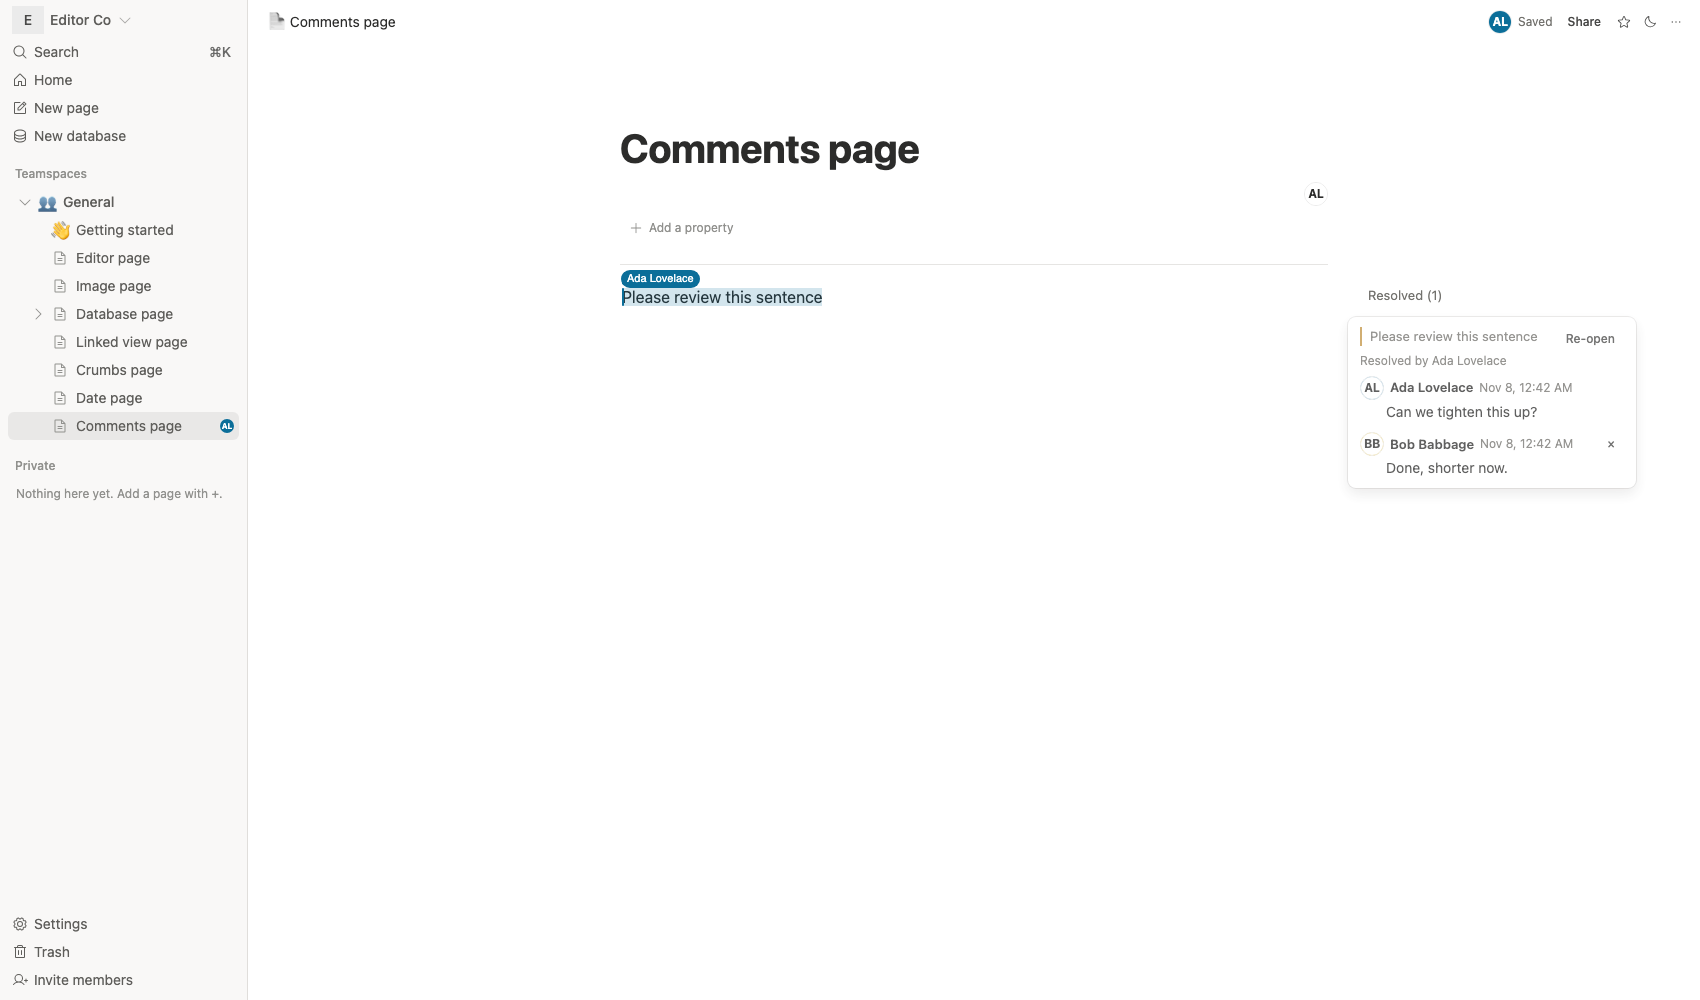 E Editor Co
Search ⌘K
Home
New page
New database
Teamspaces
General
Getting started
Editor page
Image page
Database page
Linked view page
Crumbs page
Date page
Comments page AL
Private
Nothing here yet. Add a page with +.
Settings
Trash
Invite members
Comments page
AL Saved Share ···
Comments page
AL
Add a property
Ada Lovelace
Please review this sentence
Resolved (1)
Please review this sentence Re-open
Resolved by Ada Lovelace
AL Ada Lovelace Nov 8, 12:42 AM
Can we tighten this up?
BB Bob Babbage Nov 8, 12:42 AM ×
Done, shorter now.